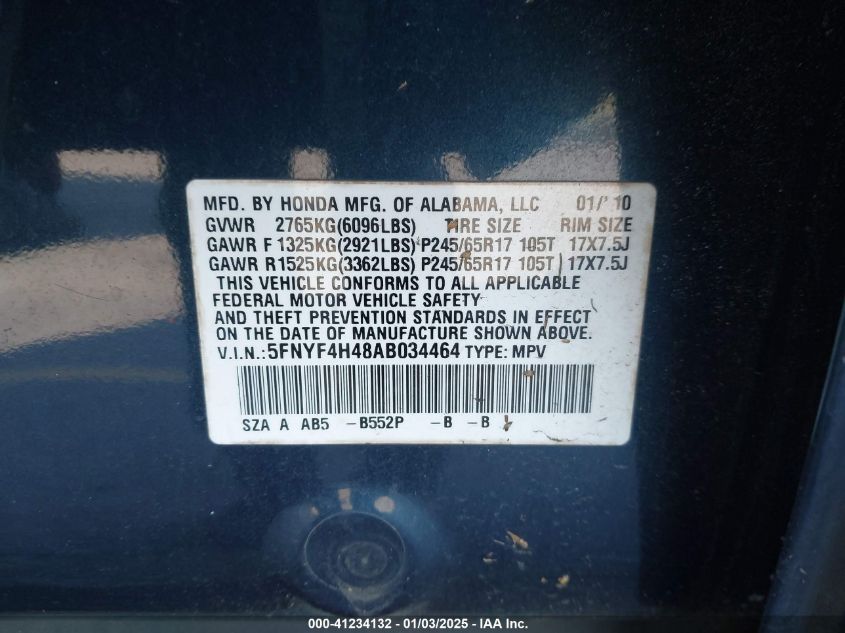 MFD. BY HONDA MFG. OF ALABAMA, LLC 01/ 10
GVWR 2765KG(6096LBS) TIRE SIZE RIM SIZE
GAWR F 1325KG(2921LBS) P245/65R17 105T 17X7.5J
GAWR R1525KG(3362LBS) P245/65R17 105T 17X7.5J
THIS VEHICLE CONFORMS TO ALL APPLICABLE
FEDERAL MOTOR VEHICLE SAFETY
AND THEFT PREVENTION STANDARDS IN EFFECT
ON THE DATE OF MANUFACTURE SHOWN ABOVE.
V.I.N.:5FNYF4H48AB034464 TYPE: MPV
SZA A AB5 -B552P -B -B
000-41234132 - 01/03/2025 - IAA Inc.